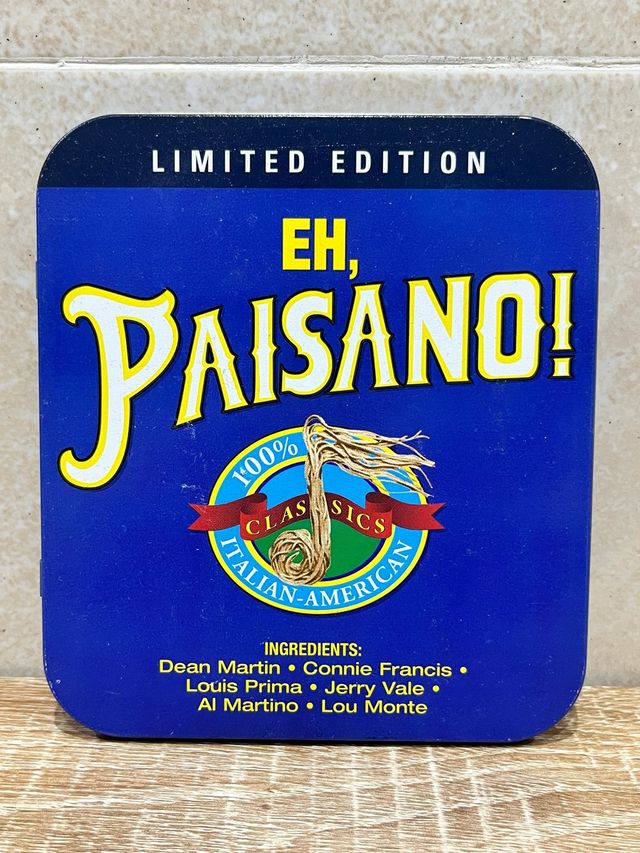 LIMITED EDITION
EH,
PAISANO!
100%
CLASSICS
ITALIAN-AMERICAN
INGREDIENTS:
Dean Martin • Connie Francis •
Louis Prima • Jerry Vale •
Al Martino • Lou Monte